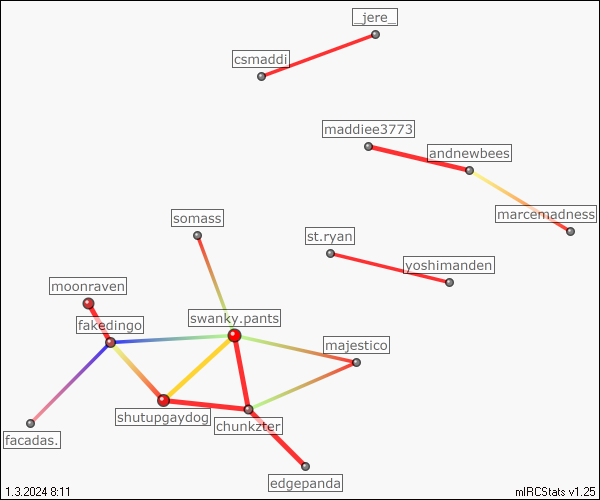 _jere_
csmaddi
maddiee3773
andnewbees
marcemadness
somass
st.ryan
yoshimanden
moonraven
swanky.pants
fakedingo
majestico
shutupgaydog
chunkzter
facadas.
edgepanda
1.3.2024 8:11
mIRCStats v1.25